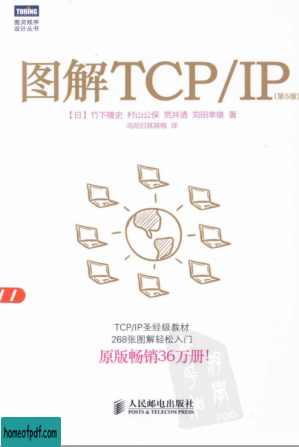 TURING
图灵程序
设计丛书
图解TCP/IP(第5版)
【日】竹下隆史 村山公保 荒井透 苅田幸雄 著
乌尼日其其格 译
TCP/IP圣经级教材
268张图解轻松入门
原版畅销36万册!
人民邮电出版社
POSTS & TELECOM PRESS
PDG
homeofpdf.com